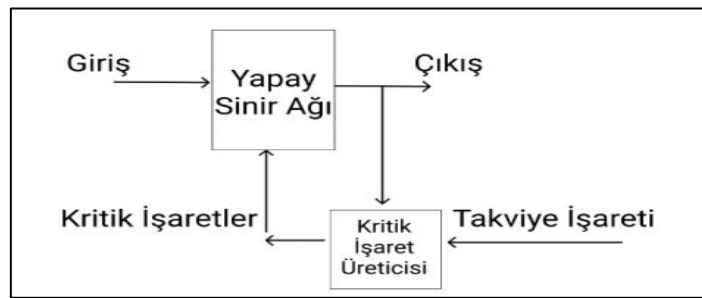 Giriş
Yapay
Sinir Ağı
Çıkış
Kritik İşaretler
Kritik
İşaret
Üreticisi
Takviye İşareti